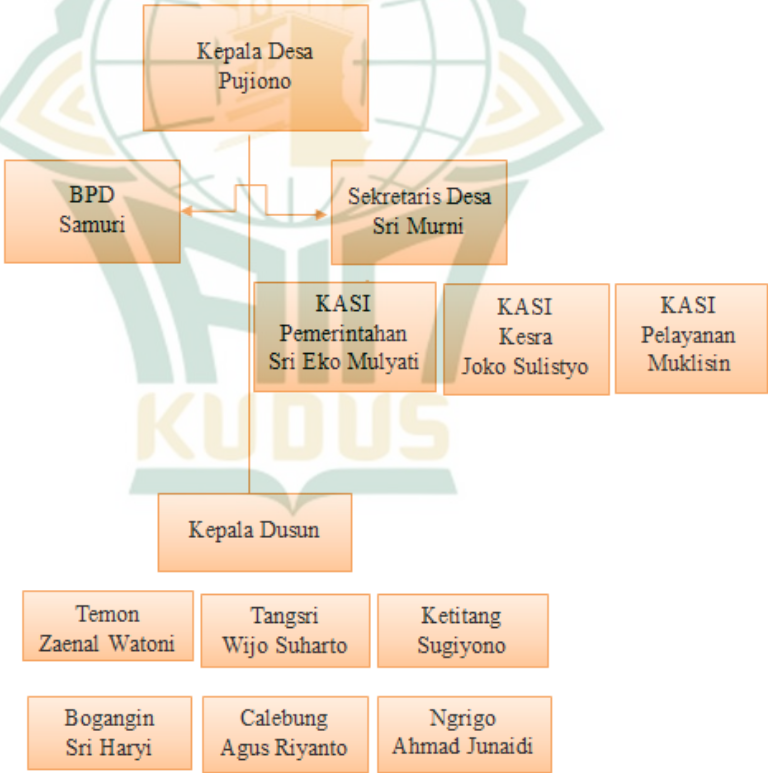 Kepala Desa
Pujiono
BPD
Samuri
Sekretaris Desa
Sri Murni
KASI
Pemerintahan
Sri Eko Mulyati
KASI
Kesra
Joko Sulistyo
KASI
Pelayanan
Muklisin
KUDUS
Kepala Dusun
Temon
Zaenal Watoni
Tangsri
Wijo Suharto
Ketitang
Sugiyono
Bogangin
Sri Haryi
Calebung
Agus Riyanto
Ngrigo
Ahmad Junaidi